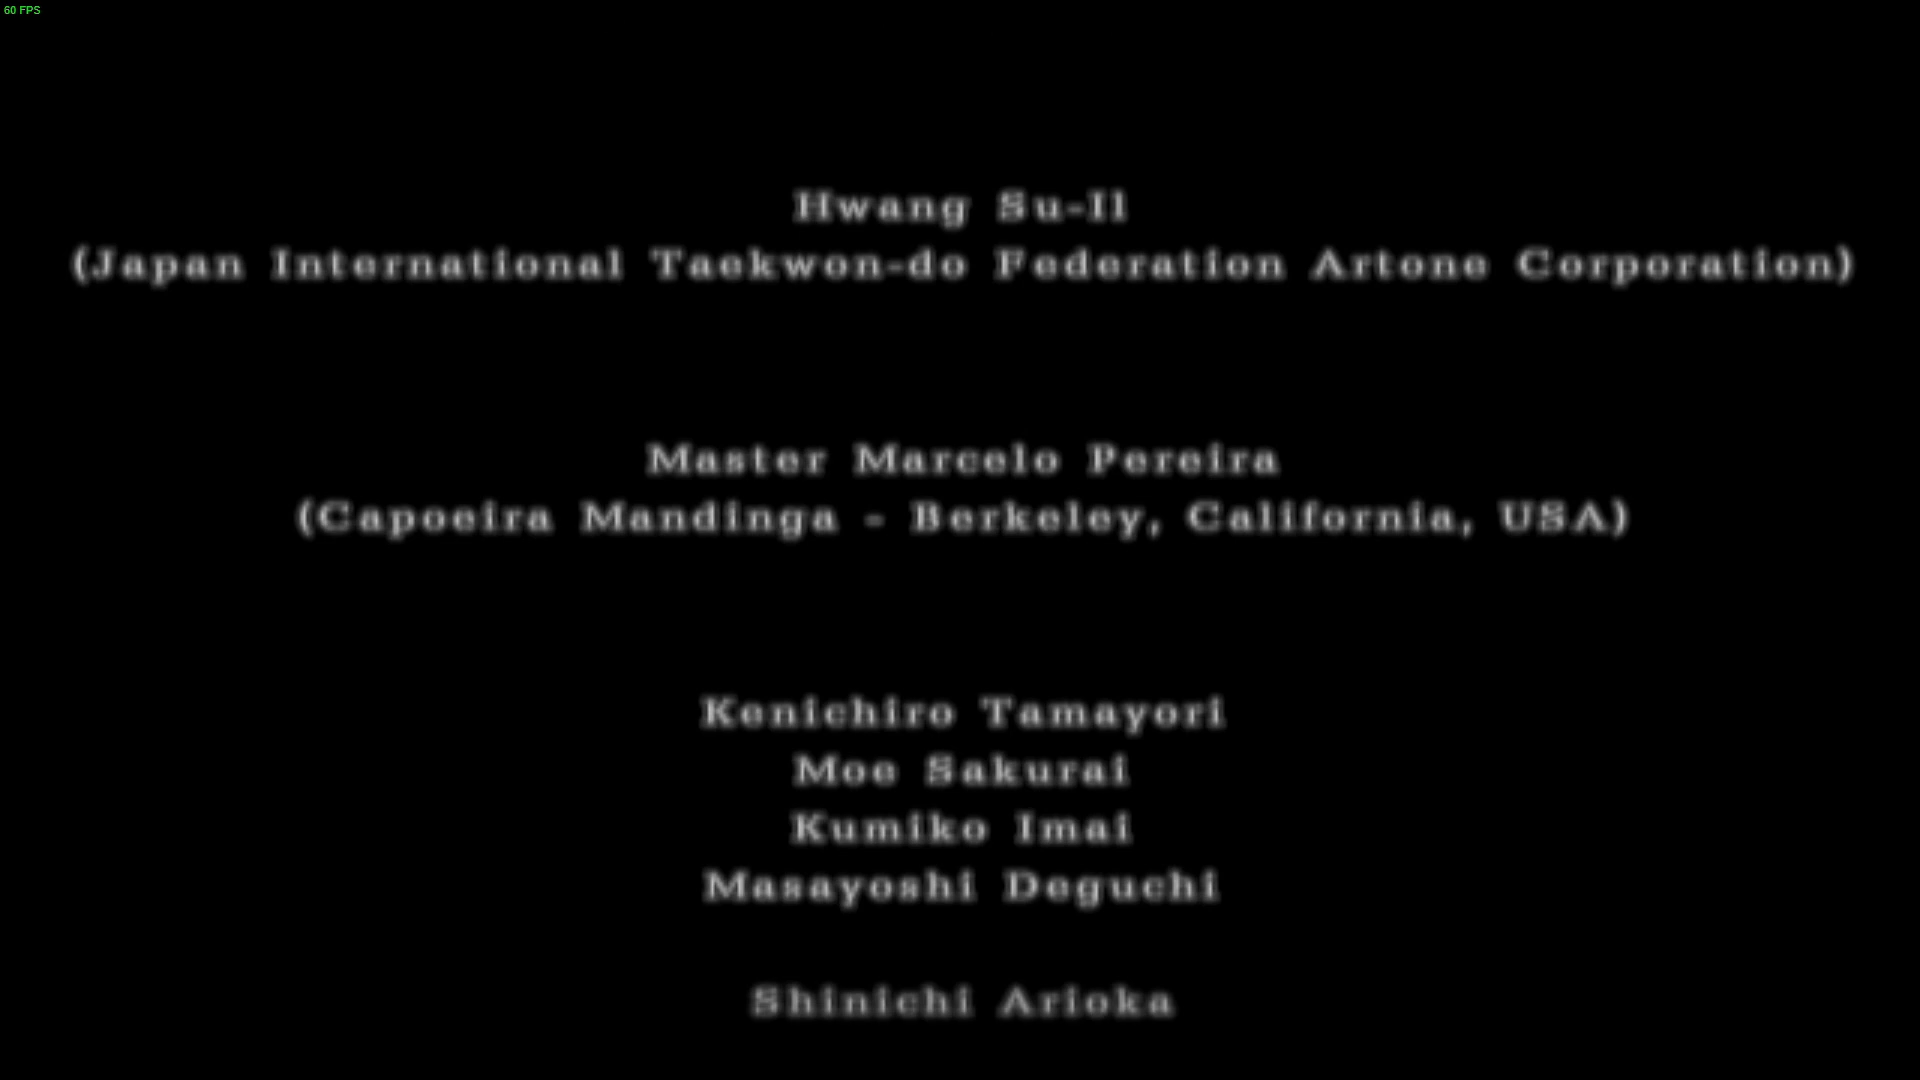 60 FPS
Hwang Su-Il
(Japan International Taekwon-do Federation Artone Corporation)
Master Marcelo Pereira
(Capoeira Mandinga - Berkeley, California, USA)
Kenichiro Tamayori
Moe Sakurai
Kumiko Imai
Masayoshi Deguchi
Shinichi Arioka